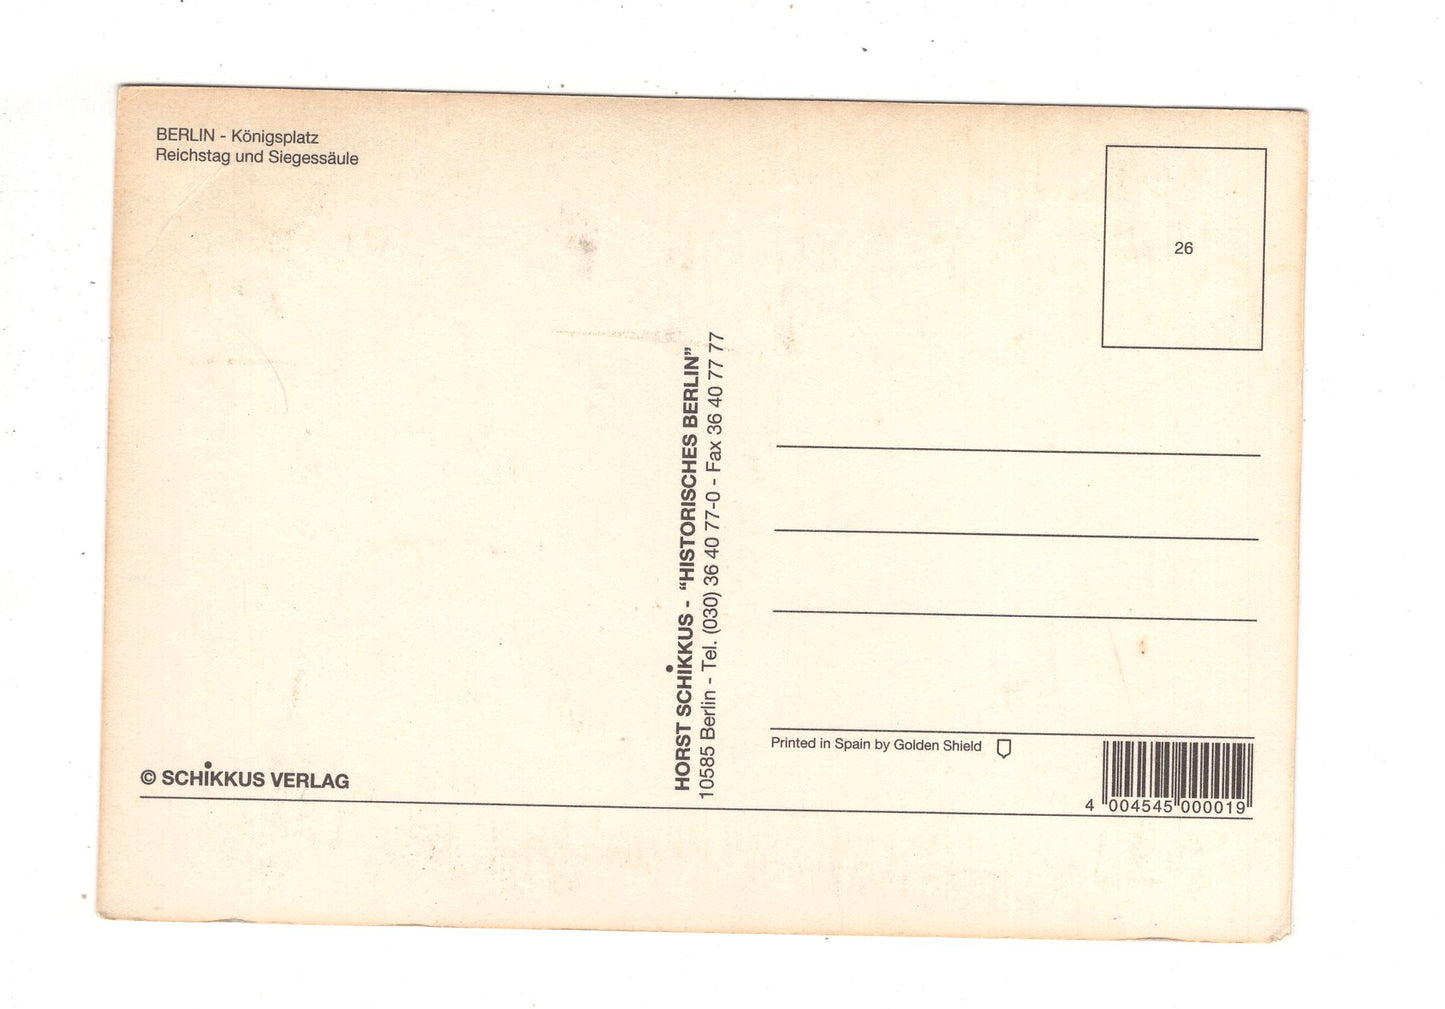 BERLIN - Königsplatz
Reichstag und Siegessäule
26
HORST SCHIKKUS - “HISTORISCHES BERLIN”
10585 Berlin - Tel. (030) 36 40 77-0 - Fax 36 40 77 77
Printed in Spain by Golden Shield
© SCHIKKUS VERLAG
4 004545 000019